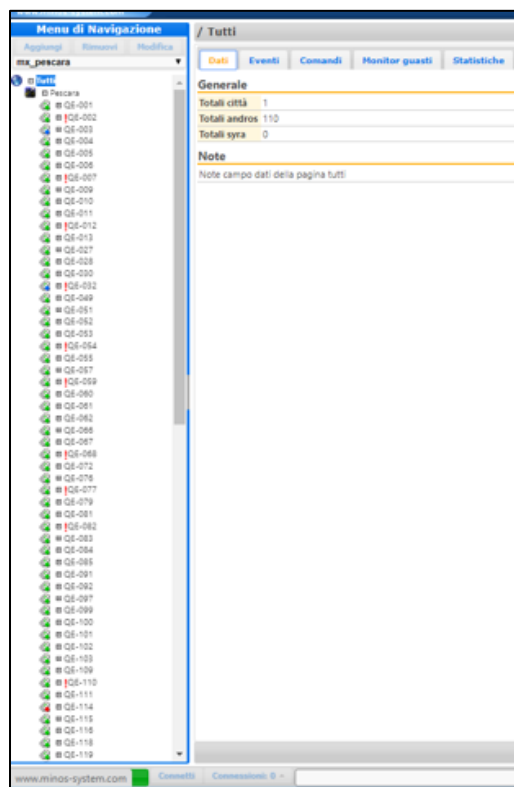 Menu di Navigazione
Aggiungi Rimuovi Modifica
mx_pescara
Tutti
Pescara
QE-001
!QE-002
QE-003
QE-004
QE-005
QE-006
!QE-007
QE-009
QE-010
QE-011
!QE-012
QE-013
QE-027
QE-028
QE-030
!QE-032
QE-049
QE-051
QE-052
QE-053
!QE-054
QE-055
QE-057
!QE-059
QE-060
QE-061
QE-062
QE-066
QE-067
!QE-068
QE-072
QE-076
!QE-077
QE-079
QE-081
!QE-082
QE-083
QE-084
QE-085
QE-091
QE-092
QE-097
QE-099
QE-100
QE-101
QE-102
QE-103
QE-109
!QE-110
QE-111
QE-114
QE-115
QE-116
QE-118
QE-119
/ Tutti
Dati Eventi Comandi Monitor guasti Statistiche
Generale
Totali città 1
Totali andros 110
Totali syra 0
Note
Note campo dati della pagina tutti
www.minos-system.com Connetti Connessioni: 0